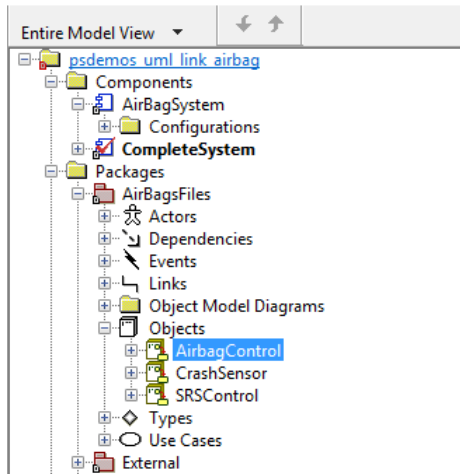 Entire Model View
psdemos_uml_link_airbag
Components
AirBagSystem
Configurations
CompleteSystem
Packages
AirBagsFiles
Actors
Dependencies
Events
Links
Object Model Diagrams
Objects
AirbagControl
CrashSensor
SRSControl
Types
Use Cases
External